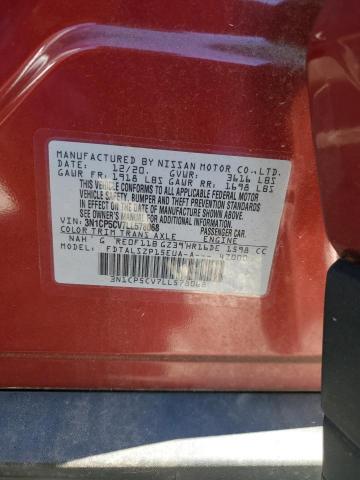 MANUFACTURED BY NISSAN MOTOR CO., LTD.
DATE: 12/20. GVWR: 3616 LBS
GAWR FR: 1918 LBS GAWR RR: 1698 LBS
THIS VEHICLE CONFORMS TO ALL APPLICABLE FEDERAL MOTOR
VEHICLE SAFETY, BUMPER, AND THEFT PREVENTION STANDARDS
IN EFFECT ON THE DATE OF MANUFACTURE SHOWN ABOVE.
SEE OWNER'S MANUAL
VIN: 3N1CP5CV7LL578068 PASSENGER CAR
COLOR TRIM TRANS AXLE ENGINE
NAH G RE0F11B GZ39 HR16DE 1598 CC
MODEL: FDTALSZP15EUA-A---
3N1CP5CV7LL578068